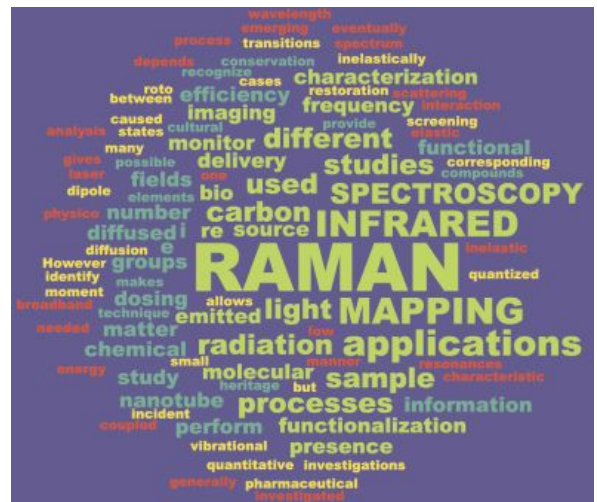 wavelength
emerging eventually
process transitions spectrum
depends conservation inelastically
recognize cases characterization
roto efficiency restoration scattering
between imaging frequency interaction
caused cultural provide screening
analysis states monitor different elastic functional
many delivery studies corresponding
gives possible compounds
laser fields one used SPECTROSCOPY
dipole elements bio
physico number carbon INFRARED
diffused i re source
diffusion e RAMAN inelastic
However groups quantized
identify makes
moment dosing allows light MAPPING
broadband technique emitted
needed matter low applications
chemical radiation
small manner resonances
energy study molecular sample characteristic
heritage but
nanotube processes information
incident
coupled perform functionalization
vibrational presence
quantitative investigations
generally pharmaceutical
investigated